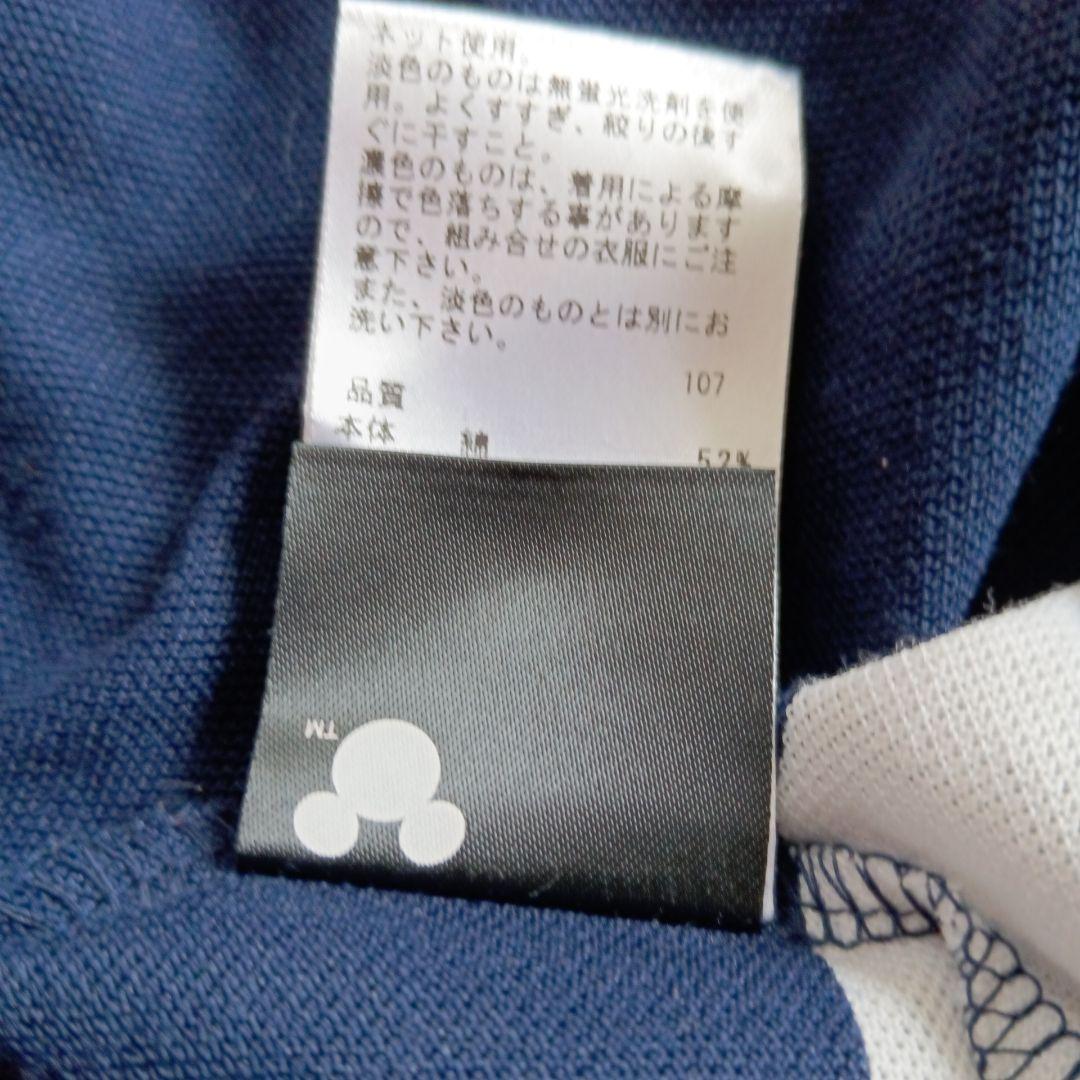 ネット使用。
淡色のものは無蛍光洗剤を使
用。よくすすぎ、絞りの後す
ぐに干すこと。
濃色のものは、着用による摩
擦で色落ちする事があります
ので、組み合せの衣服にご注
意下さい。
また、淡色のものとは別にお
洗い下さい。
品質 107
本体 綿 52%
TM